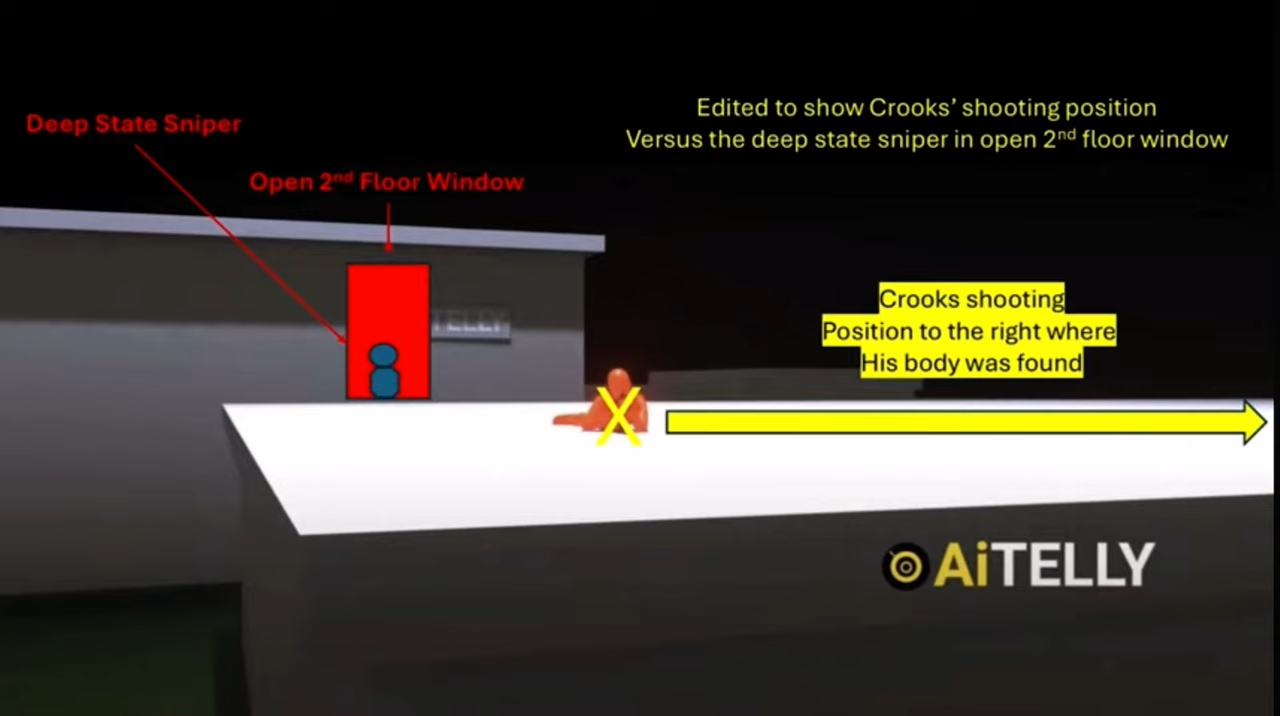 Edited to show Crooks’ shooting position
Versus the deep state sniper in open 2nd floor window
Deep State Sniper
Open 2nd Floor Window
Crooks shooting
Position to the right where
His body was found
TELLY
X
AiTELLY